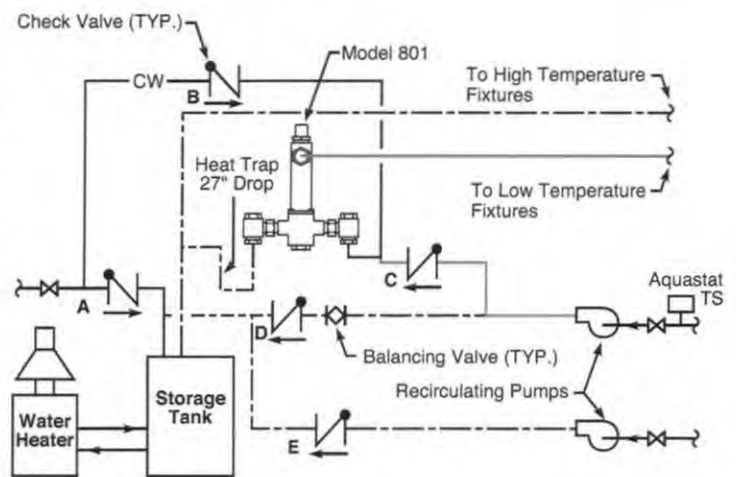 Check Valve (TYP.)
Model 801
CW
B
To High Temperature
Fixtures
Heat Trap
27" Drop
To Low Temperature
Fixtures
C
A
Aquastat
TS
D
Balancing Valve (TYP.)
Recirculating Pumps
Water
Heater
Storage
Tank
E